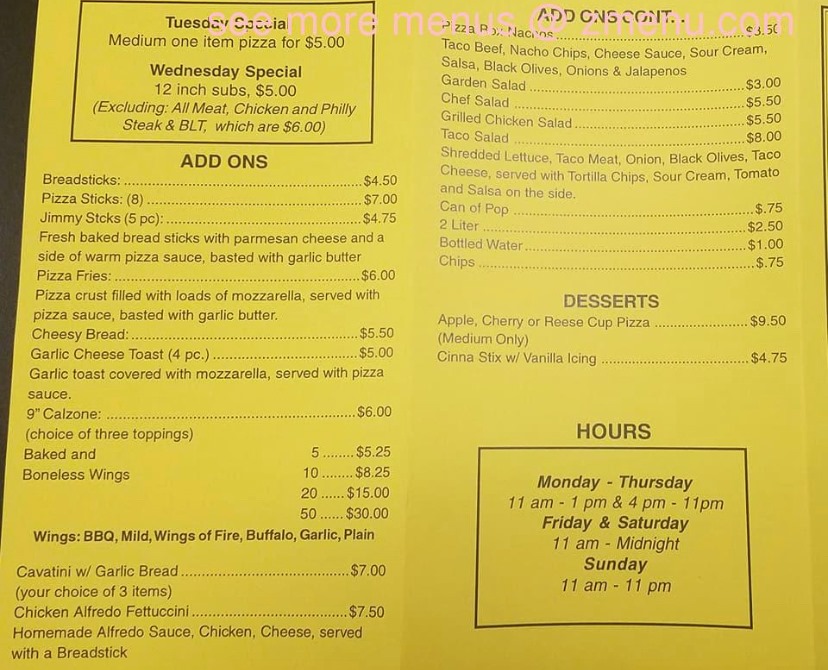 see more menus @ zmenu.com
Tuesday Special
Medium one item pizza for $5.00
Wednesday Special
12 inch subs, $5.00
(Excluding: All Meat, Chicken and Philly
Steak & BLT, which are $6.00)
ADD ONS
Breadsticks: ........ $4.50
Pizza Sticks: (8) ........ $7.00
Jimmy Stcks (5 pc): ........ $4.75
Fresh baked bread sticks with parmesan cheese and a
side of warm pizza sauce, basted with garlic butter
Pizza Fries: ........ $6.00
Pizza crust filled with loads of mozzarella, served with
pizza sauce, basted with garlic butter.
Cheesy Bread: ........ $5.50
Garlic Cheese Toast (4 pc.) ........ $5.00
Garlic toast covered with mozzarella, served with pizza
sauce.
9" Calzone: ........ $6.00
(choice of three toppings)
Baked and 5 ........ $5.25
Boneless Wings 10 ........ $8.25
20 ...... $15.00
50 ...... $30.00
Wings: BBQ, Mild, Wings of Fire, Buffalo, Garlic, Plain
Cavatini w/ Garlic Bread ........ $7.00
(your choice of 3 items)
Chicken Alfredo Fettuccini ........ $7.50
Homemade Alfredo Sauce, Chicken, Cheese, served
with a Breadstick
ADD ONS CONT...
Pizza Box Nachos ........ $8.50
Taco Beef, Nacho Chips, Cheese Sauce, Sour Cream,
Salsa, Black Olives, Onions & Jalapenos
Garden Salad ........ $3.00
Chef Salad ........ $5.50
Grilled Chicken Salad ........ $5.50
Taco Salad ........ $8.00
Shredded Lettuce, Taco Meat, Onion, Black Olives, Taco
Cheese, served with Tortilla Chips, Sour Cream, Tomato
and Salsa on the side.
Can of Pop ........ $.75
2 Liter ........ $2.50
Bottled Water ........ $1.00
Chips ........ $.75
DESSERTS
Apple, Cherry or Reese Cup Pizza ........ $9.50
(Medium Only)
Cinna Stix w/ Vanilla Icing ........ $4.75
HOURS
Monday - Thursday
11 am - 1 pm & 4 pm - 11pm
Friday & Saturday
11 am - Midnight
Sunday
11 am - 11 pm